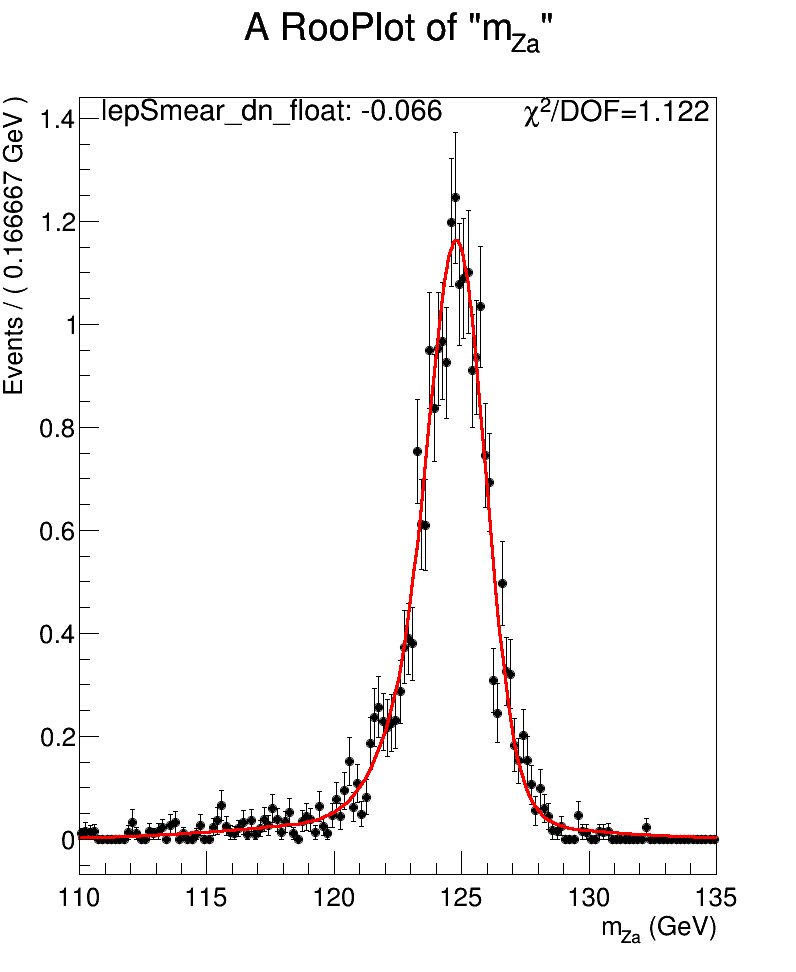 A RooPlot of "m_Za"
lepSmear_dn_float: -0.066
χ²/DOF=1.122
Events / ( 0.166667 GeV )
1.4
1.2
1
0.8
0.6
0.4
0.2
0
110 115 120 125 130 135
m_Za (GeV)